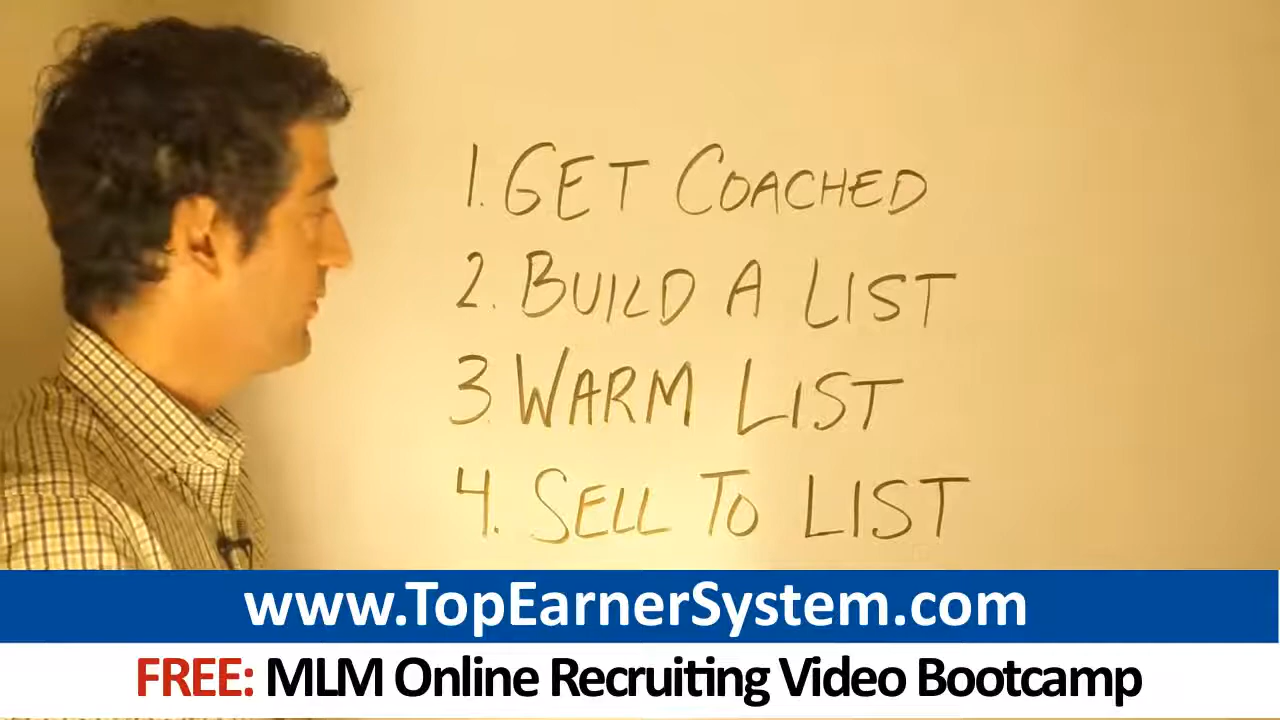 1. GET COACHED
2. BUILD A LIST
3. WARM LIST
4. SELL TO LIST
www.TopEarnerSystem.com
FREE: MLM Online Recruiting Video Bootcamp